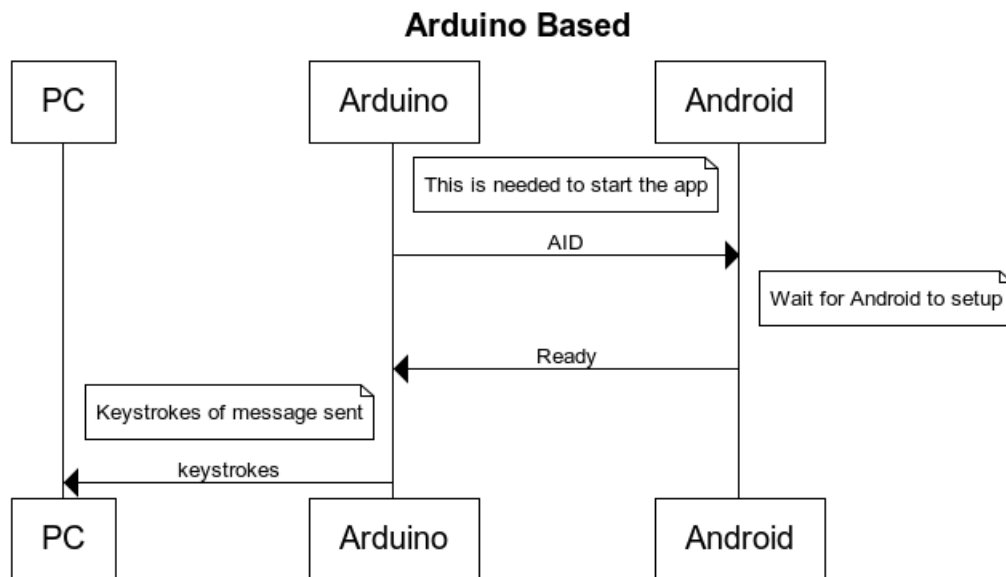 Arduino Based
PC
Arduino
Android
This is needed to start the app
AID
Wait for Android to setup
Ready
Keystrokes of message sent
keystrokes
PC
Arduino
Android